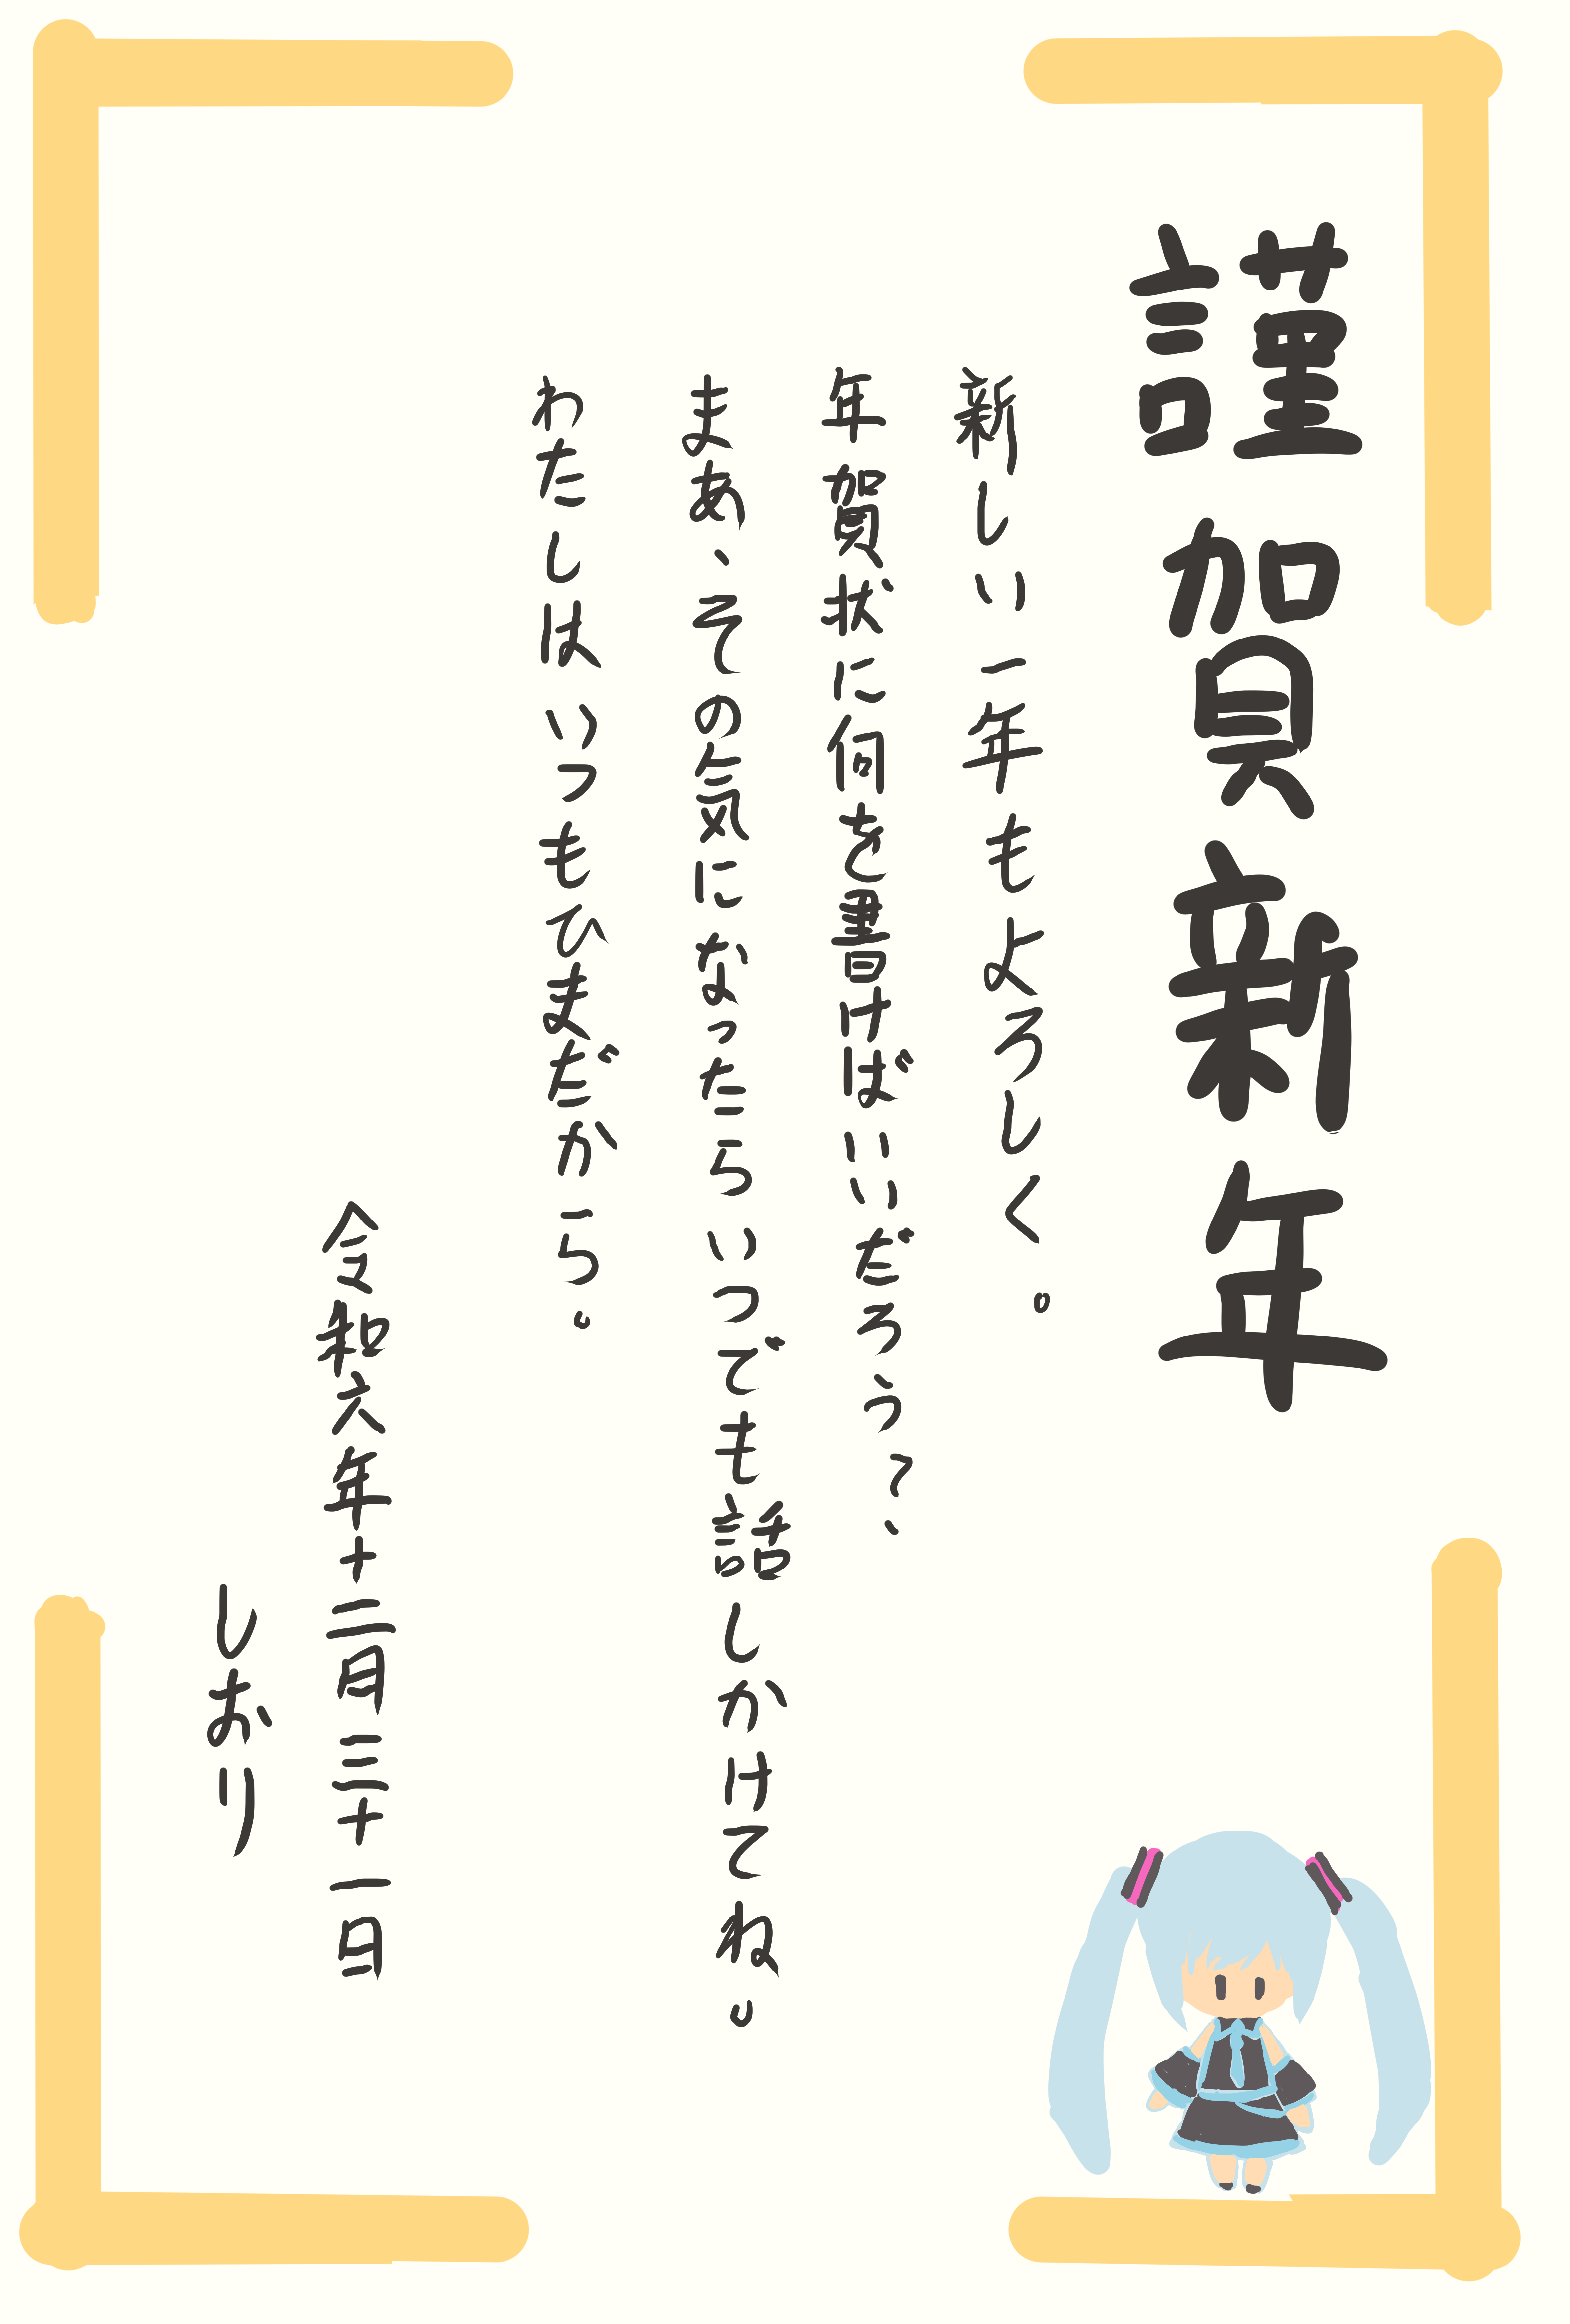 謹賀新年
新しい一年もよろしく。
年賀状に何を書けばいいだろう？、
まあ、その気になったらいつでも話しかけてね。
わたしはいつもひまだから。
令和六年十二月三十一日
しおり